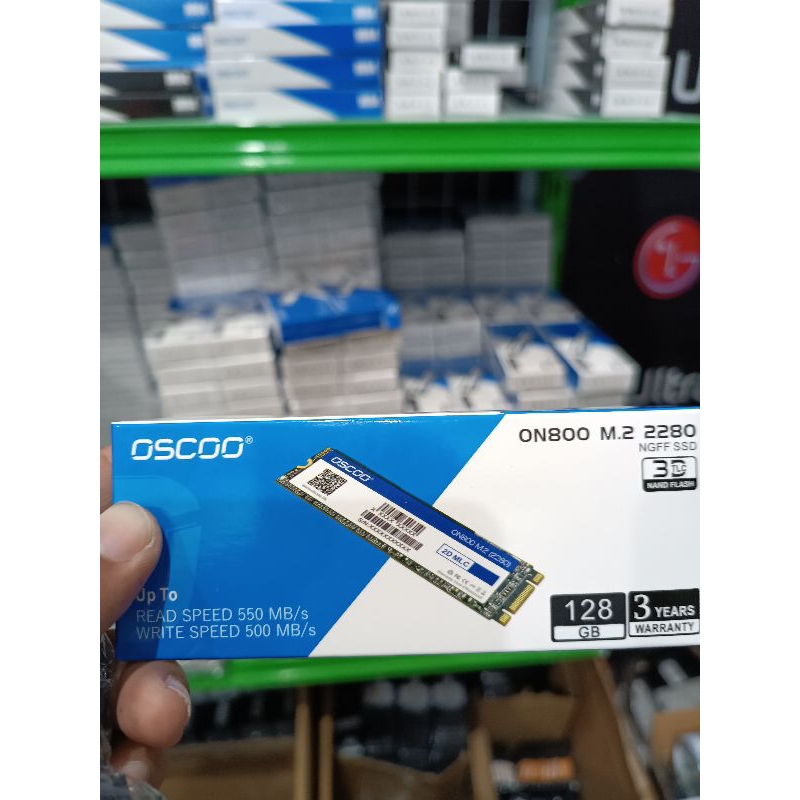 OSCOO®
ON800 M.2 2280
NGFF SSD
3D TLC
NAND FLASH
OSCOO
ON800 M.2 (2280)
2D MLC
Up To
READ SPEED 550 MB/s
WRITE SPEED 500 MB/s
128
GB
3 YEARS
WARRANTY
LG